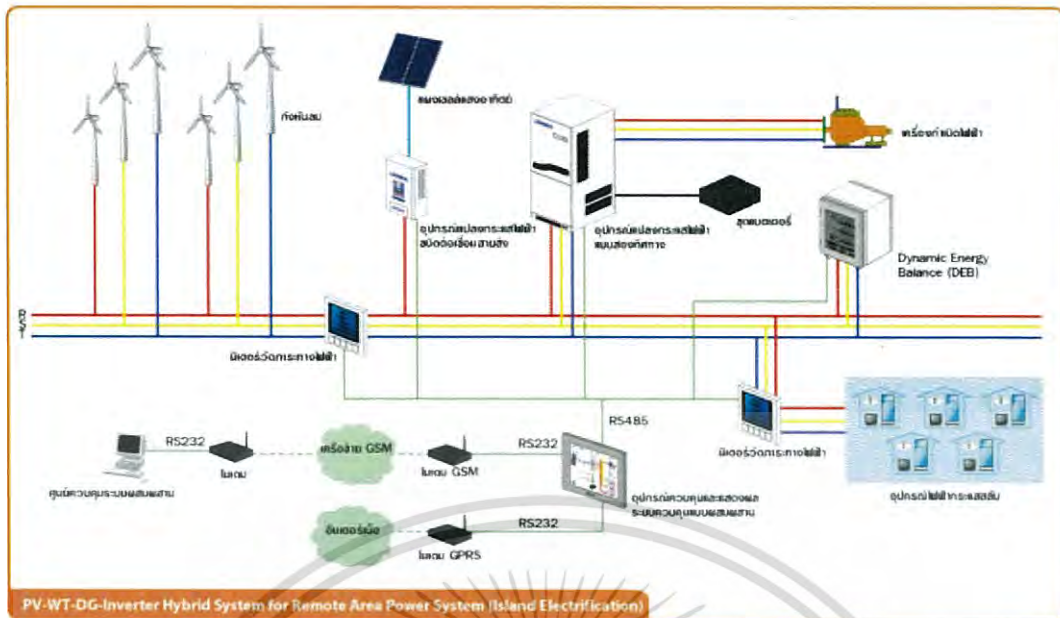 แผงเซลล์แสงอาทิตย์
กังหันลม
เครื่องกำเนิดไฟฟ้า
ชุดแบตเตอรี่
อุปกรณ์แปลงกระแสไฟฟ้า
ชนิดต่อเชื่อมสายส่ง
อุปกรณ์แปลงกระแสไฟฟ้า
แบบสองทิศทาง
Dynamic Energy
Balance (DEB)
R
S
T
มิเตอร์วัดภาระทางไฟฟ้า
RS485
RS232
เครือข่าย GSM
RS232
โมเดม
โมเดม GSM
มิเตอร์วัดภาระทางไฟฟ้า
ศูนย์ควบคุมระบบผสมผสาน
อุปกรณ์ควบคุมและแสดงผล
ระบบควบคุมแบบผสมผสาน
อุปกรณ์ไฟฟ้ากระแสสลับ
อินเตอร์เน็ต
RS232
โมเดม GPRS
PV-WT-DG-Inverter Hybrid System for Remote Area Power System (Island Electrification)